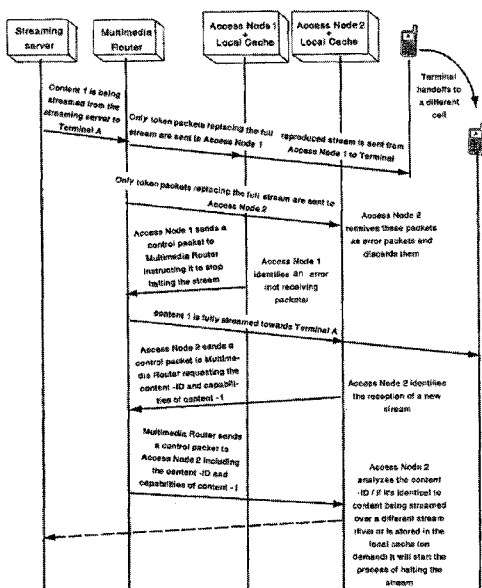 Streaming
server
Multimedia
Router
Access Node 1
+
Local Cache
Access Node 2
+
Local Cache
Terminal
handoffs to
a different
cell
Content 1 is being
streamed from the
streaming server to
Terminal A
Only token packets replacing the full
stream are sent to Access Node 1
reproduced stream is sent from
Access Node 1 to Terminal
Only token packets replacing the full stream are sent to
Access Node 2
Access Node 2
receives these packets
as error packets and
discards them
Access Node 1 sends a
control packet to
Multimedia Router
instructing it to stop
halting the stream
Access Node 1
identifies an error
(not receiving
packets)
content 1 is fully streamed towards Terminal A
Access Node 2 sends a
control packet to Multime-
dia Router requesting the
content -ID and capabili-
ties of content -1
Access Node 2 identifies
the reception of a new
stream
Multimedia Router sends
a control packet to
Access Node 2 including
the content -ID and
capabilities of content -1
Access Node 2
analyzes the content
-ID / if it's identical to
content being streamed
over a different stream
(live) or is stored in the
local cache (on
demand) it will start the
process of halting the
stream